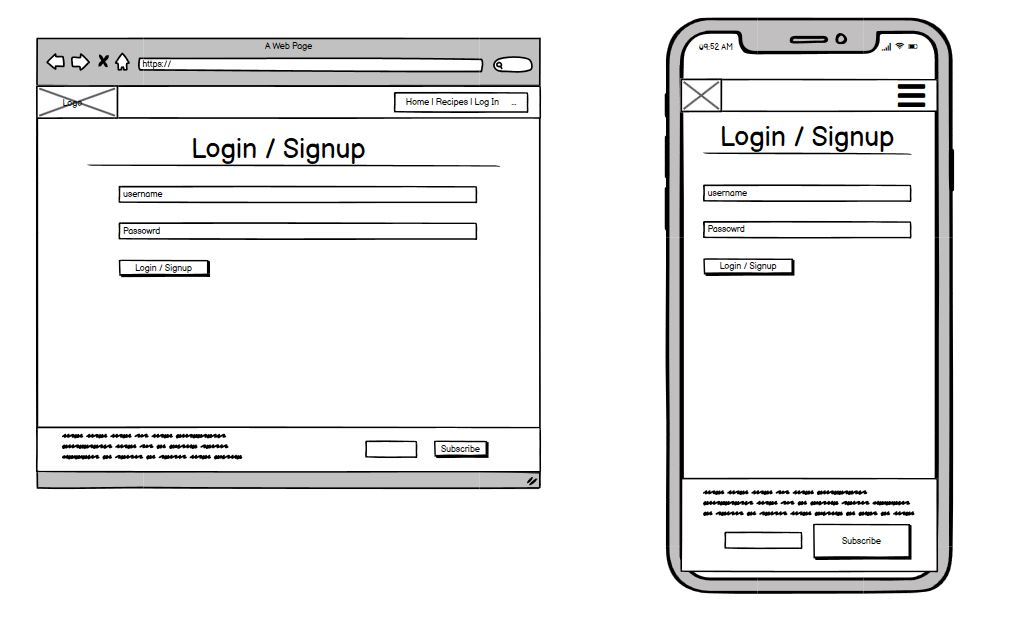 A Web Page
https://
Logo
Home | Recipes | Log In ...
Login / Signup
username
Passowrd
Login / Signup
Subscribe
09:52 AM
Login / Signup
username
Passowrd
Login / Signup
Subscribe